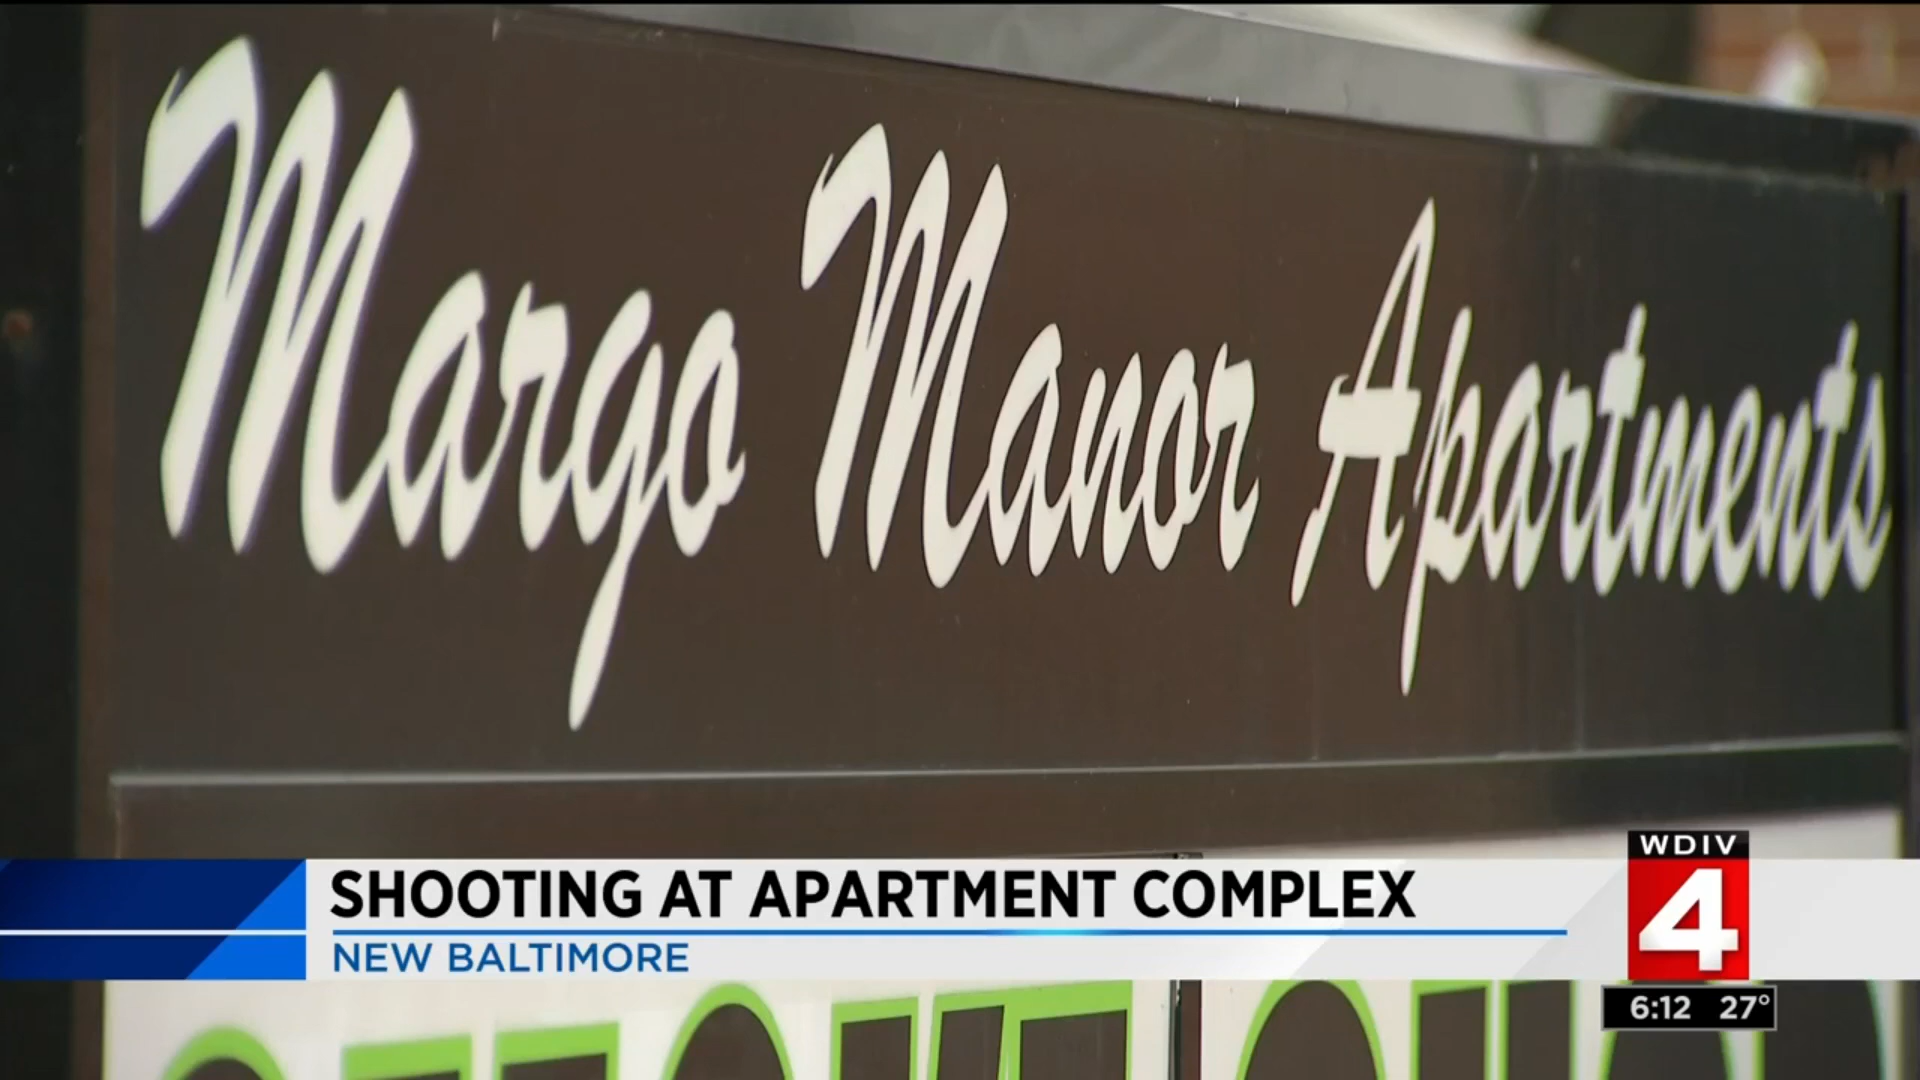 Margo Manor Apartments
SHOOTING AT APARTMENT COMPLEX
NEW BALTIMORE
WDIV
4
6:12 27°